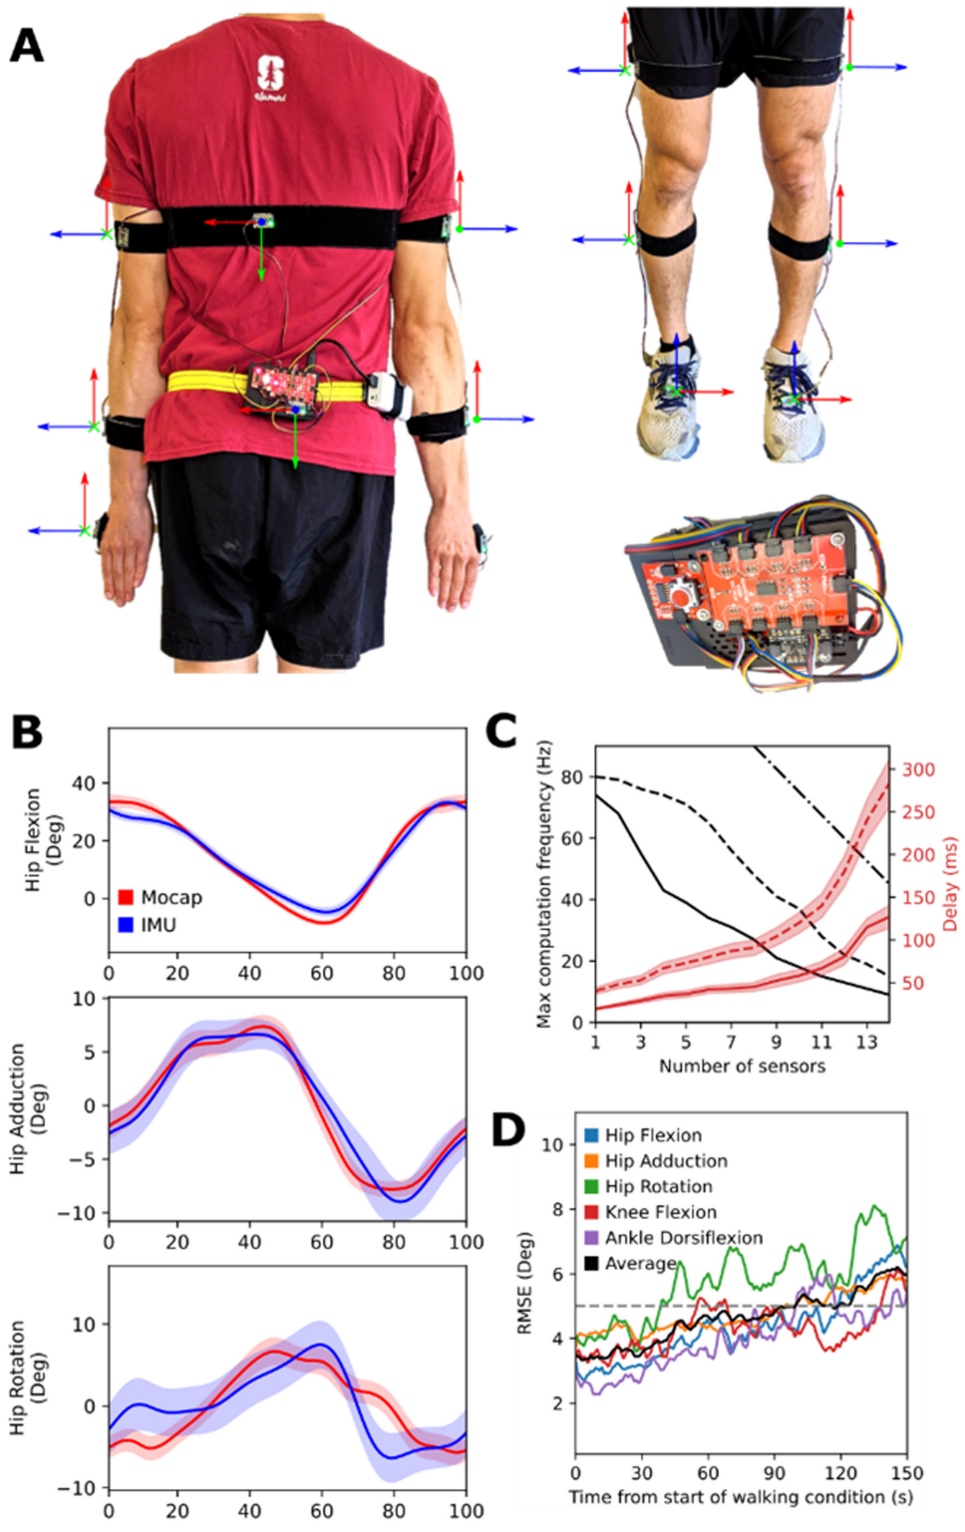 A
alumni
B
Hip Flexion
(Deg)
40
20
0
Mocap
IMU
0 20 40 60 80 100
Hip Adduction
(Deg)
10
5
0
−5
−10
0 20 40 60 80 100
Hip Rotation
(Deg)
10
0
−10
0 20 40 60 80 100
C
Max computation frequency (Hz)
80
60
40
20
0
300
250
200
150
100
50
Delay (ms)
1 3 5 7 9 11 13
Number of sensors
D
RMSE (Deg)
10
8
6
4
2
Hip Flexion
Hip Adduction
Hip Rotation
Knee Flexion
Ankle Dorsiflexion
Average
0 30 60 90 120 150
Time from start of walking condition (s)